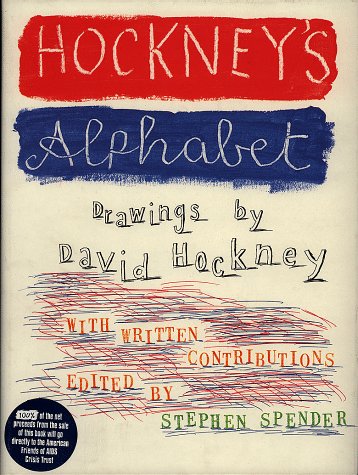 HOCKNEY'S
Alphabet
Drawings by
David Hockney
WITH WRITTEN
CONTRIBUTIONS
EDITED BY
STEPHEN SPENDER
100% of the net
proceeds from the sale
of this book will go
directly to the American
Friends of AIDS
Crisis Trust